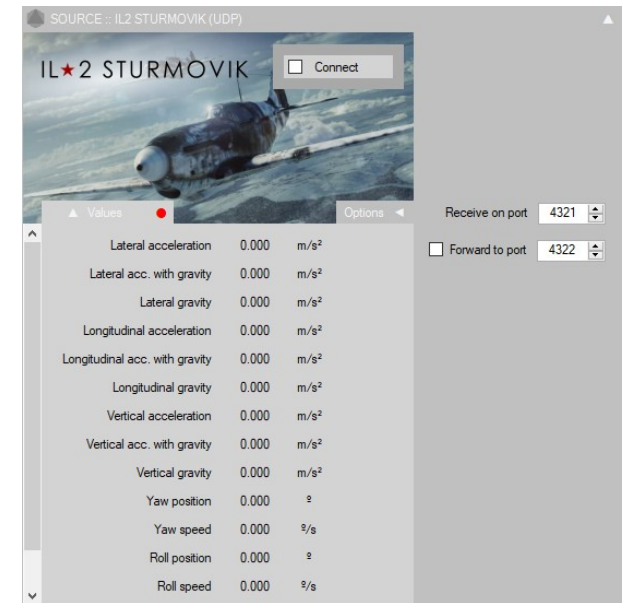 SOURCE :: IL2 STURMOVIK (UDP)
IL★2 STURMOVIK
Connect
Values
Options
Receive on port 4321
Forward to port 4322
Lateral acceleration 0.000 m/s²
Lateral acc. with gravity 0.000 m/s²
Lateral gravity 0.000 m/s²
Longitudinal acceleration 0.000 m/s²
Longitudinal acc. with gravity 0.000 m/s²
Longitudinal gravity 0.000 m/s²
Vertical acceleration 0.000 m/s²
Vertical acc. with gravity 0.000 m/s²
Vertical gravity 0.000 m/s²
Yaw position 0.000 º
Yaw speed 0.000 º/s
Roll position 0.000 º
Roll speed 0.000 º/s